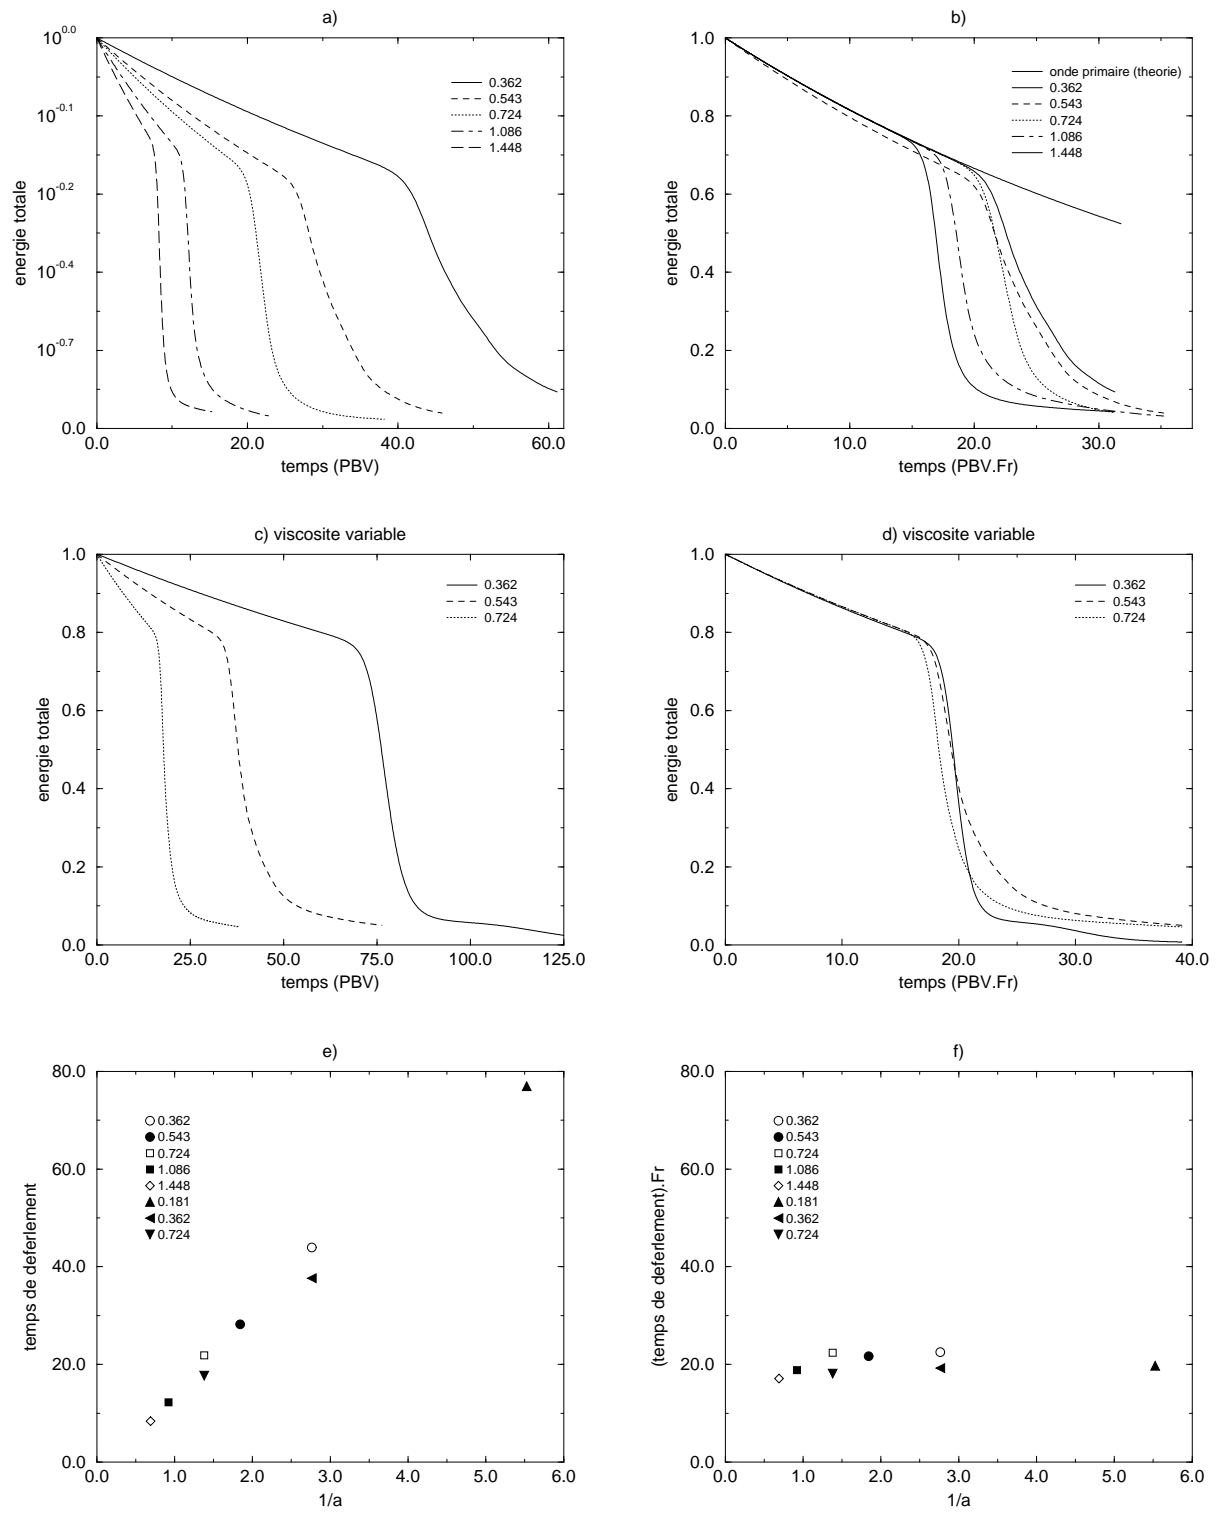 a)
10^0.0
10^-0.1
10^-0.2
10^-0.4
10^-0.7
0.0
energie totale
0.0 20.0 40.0 60.0
temps (PBV)
0.362
0.543
0.724
1.086
1.448
b)
1.0
0.8
0.6
0.4
0.2
0.0
energie totale
0.0 10.0 20.0 30.0
temps (PBV.Fr)
onde primaire (theorie)
0.362
0.543
0.724
1.086
1.448
c) viscosite variable
1.0
0.8
0.6
0.4
0.2
0.0
energie totale
0.0 25.0 50.0 75.0 100.0 125.0
temps (PBV)
0.362
0.543
0.724
d) viscosite variable
1.0
0.8
0.6
0.4
0.2
0.0
energie totale
0.0 10.0 20.0 30.0 40.0
temps (PBV.Fr)
0.362
0.543
0.724
e)
80.0
60.0
40.0
20.0
0.0
temps de deferlement
0.0 1.0 2.0 3.0 4.0 5.0 6.0
1/a
0.362
0.543
0.724
1.086
1.448
0.181
0.362
0.724
f)
80.0
60.0
40.0
20.0
0.0
(temps de deferlement).Fr
0.0 1.0 2.0 3.0 4.0 5.0 6.0
1/a
0.362
0.543
0.724
1.086
1.448
0.181
0.362
0.724